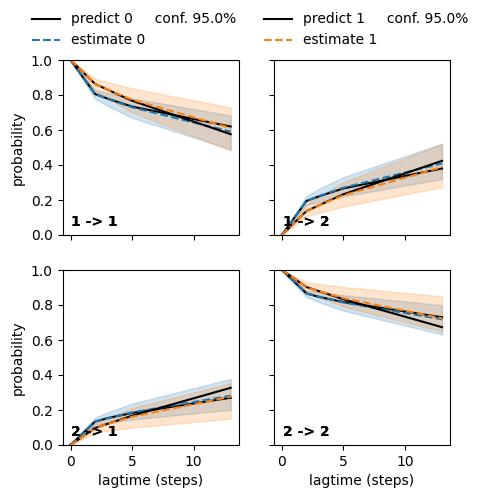 predict 0 conf. 95.0% predict 1 conf. 95.0%
estimate 0 estimate 1
1.0
0.8
0.6
0.4
0.2
0.0
probability
1 -> 1
1 -> 2
1.0
0.8
0.6
0.4
0.2
0.0
probability
2 -> 1
2 -> 2
0 5 10 0 5 10
lagtime (steps) lagtime (steps)